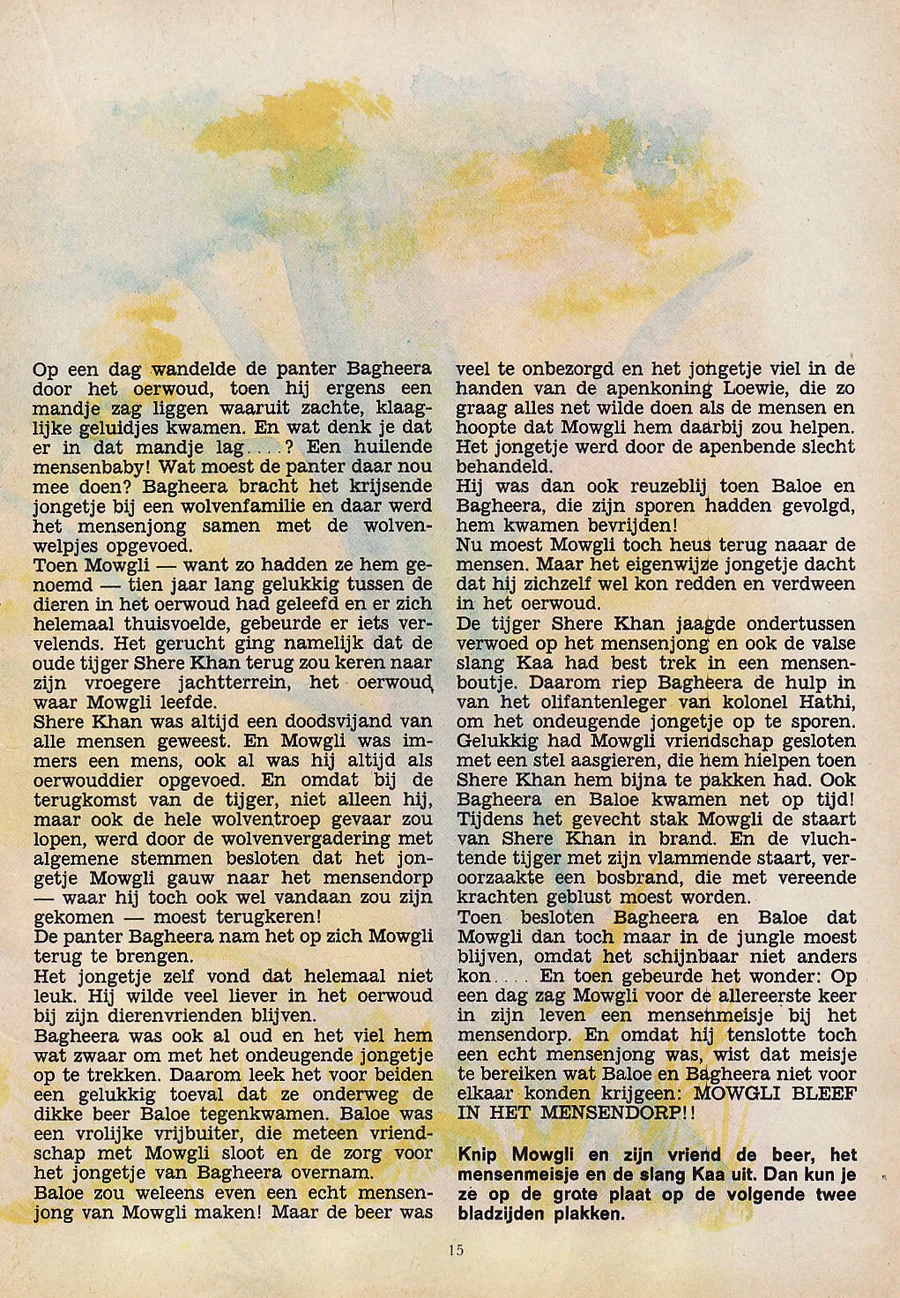 Op een dag wandelde de panter Bagheera
door het oerwoud, toen hij ergens een
mandje zag liggen waaruit zachte, klaag-
lijke geluidjes kwamen. En wat denk je dat
er in dat mandje lag....? Een huilende
mensenbaby! Wat moest de panter daar nou
mee doen? Bagheera bracht het krijsende
jongetje bij een wolvenfamilie en daar werd
het mensenjong samen met de wolven-
welpjes opgevoed.
Toen Mowgli — want zo hadden ze hem ge-
noemd — tien jaar lang gelukkig tussen de
dieren in het oerwoud had geleefd en er zich
helemaal thuisvoelde, gebeurde er iets ver-
velends. Het gerucht ging namelijk dat de
oude tijger Shere Khan terug zou keren naar
zijn vroegere jachtterrein, het oerwoud,
waar Mowgli leefde.
Shere Khan was altijd een doodsvijand van
alle mensen geweest. En Mowgli was im-
mers een mens, ook al was hij altijd als
oerwouddier opgevoed. En omdat bij de
terugkomst van de tijger, niet alleen hij,
maar ook de hele wolventroep gevaar zou
lopen, werd door de wolvenvergadering met
algemene stemmen besloten dat het jon-
getje Mowgli gauw naar het mensendorp
— waar hij toch ook wel vandaan zou zijn
gekomen — moest terugkeren!
De panter Bagheera nam het op zich Mowgli
terug te brengen.
Het jongetje zelf vond dat helemaal niet
leuk. Hij wilde veel liever in het oerwoud
bij zijn dierenvrienden blijven.
Bagheera was ook al oud en het viel hem
wat zwaar om met het ondeugende jongetje
op te trekken. Daarom leek het voor beiden
een gelukkig toeval dat ze onderweg de
dikke beer Baloe tegenkwamen. Baloe was
een vrolijke vrijbuiter, die meteen vriend-
schap met Mowgli sloot en de zorg voor
het jongetje van Bagheera overnam.
Baloe zou weleens even een echt mensen-
jong van Mowgli maken! Maar de beer was
veel te onbezorgd en het jongetje viel in de
handen van de apenkoning Loewie, die zo
graag alles net wilde doen als de mensen en
hoopte dat Mowgli hem daarbij zou helpen.
Het jongetje werd door de apenbende slecht
behandeld.
Hij was dan ook reuzeblij toen Baloe en
Bagheera, die zijn sporen hadden gevolgd,
hem kwamen bevrijden!
Nu moest Mowgli toch heus terug naaar de
mensen. Maar het eigenwijze jongetje dacht
dat hij zichzelf wel kon redden en verdween
in het oerwoud.
De tijger Shere Khan jaagde ondertussen
verwoed op het mensenjong en ook de valse
slang Kaa had best trek in een mensen-
boutje. Daarom riep Bagheera de hulp in
van het olifantenleger van kolonel Hathi,
om het ondeugende jongetje op te sporen.
Gelukkig had Mowgli vriendschap gesloten
met een stel aasgieren, die hem hielpen toen
Shere Khan hem bijna te pakken had. Ook
Bagheera en Baloe kwamen net op tijd!
Tijdens het gevecht stak Mowgli de staart
van Shere Khan in brand. En de vluch-
tende tijger met zijn vlammende staart, ver-
oorzaakte een bosbrand, die met vereende
krachten geblust moest worden.
Toen besloten Bagheera en Baloe dat
Mowgli dan toch maar in de jungle moest
blijven, omdat het schijnbaar niet anders
kon.... En toen gebeurde het wonder: Op
een dag zag Mowgli voor de allereerste keer
in zijn leven een mensenmeisje bij het
mensendorp. En omdat hij tenslotte toch
een echt mensenjong was, wist dat meisje
te bereiken wat Baloe en Bagheera niet voor
elkaar konden krijgeen: MOWGLI BLEEF
IN HET MENSENDORP!!
Knip Mowgli en zijn vriend de beer, het
mensenmeisje en de slang Kaa uit. Dan kun je
ze op de grote plaat op de volgende twee
bladzijden plakken.
15